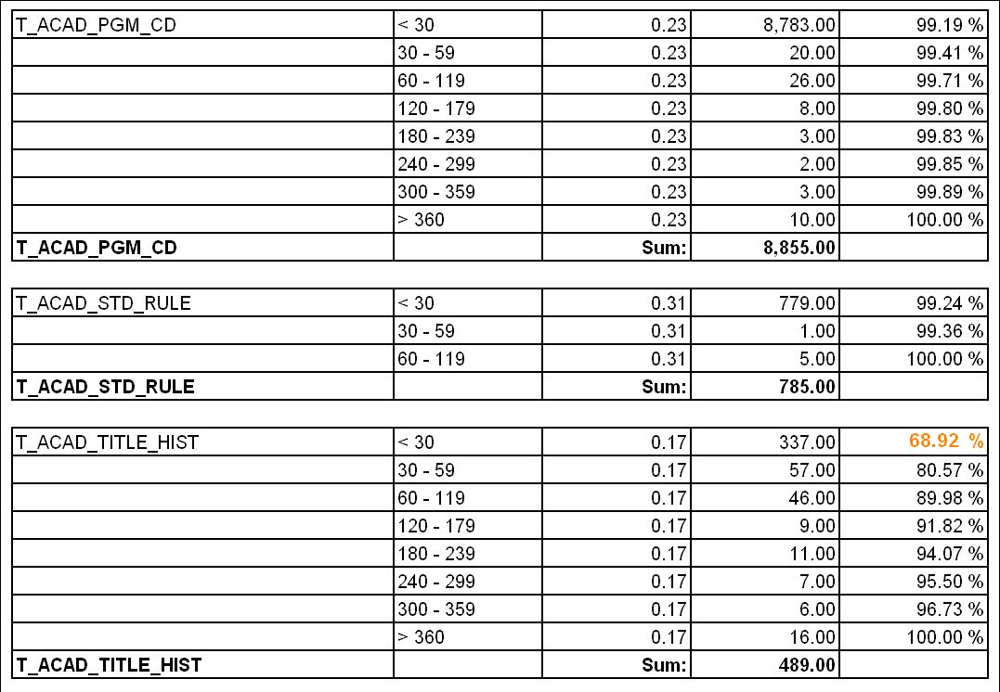 T_ACAD_PGM_CD < 30 0.23 8,783.00 99.19 %
30 - 59 0.23 20.00 99.41 %
60 - 119 0.23 26.00 99.71 %
120 - 179 0.23 8.00 99.80 %
180 - 239 0.23 3.00 99.83 %
240 - 299 0.23 2.00 99.85 %
300 - 359 0.23 3.00 99.89 %
> 360 0.23 10.00 100.00 %
T_ACAD_PGM_CD Sum: 8,855.00
T_ACAD_STD_RULE < 30 0.31 779.00 99.24 %
30 - 59 0.31 1.00 99.36 %
60 - 119 0.31 5.00 100.00 %
T_ACAD_STD_RULE Sum: 785.00
T_ACAD_TITLE_HIST < 30 0.17 337.00 68.92 %
30 - 59 0.17 57.00 80.57 %
60 - 119 0.17 46.00 89.98 %
120 - 179 0.17 9.00 91.82 %
180 - 239 0.17 11.00 94.07 %
240 - 299 0.17 7.00 95.50 %
300 - 359 0.17 6.00 96.73 %
> 360 0.17 16.00 100.00 %
T_ACAD_TITLE_HIST Sum: 489.00